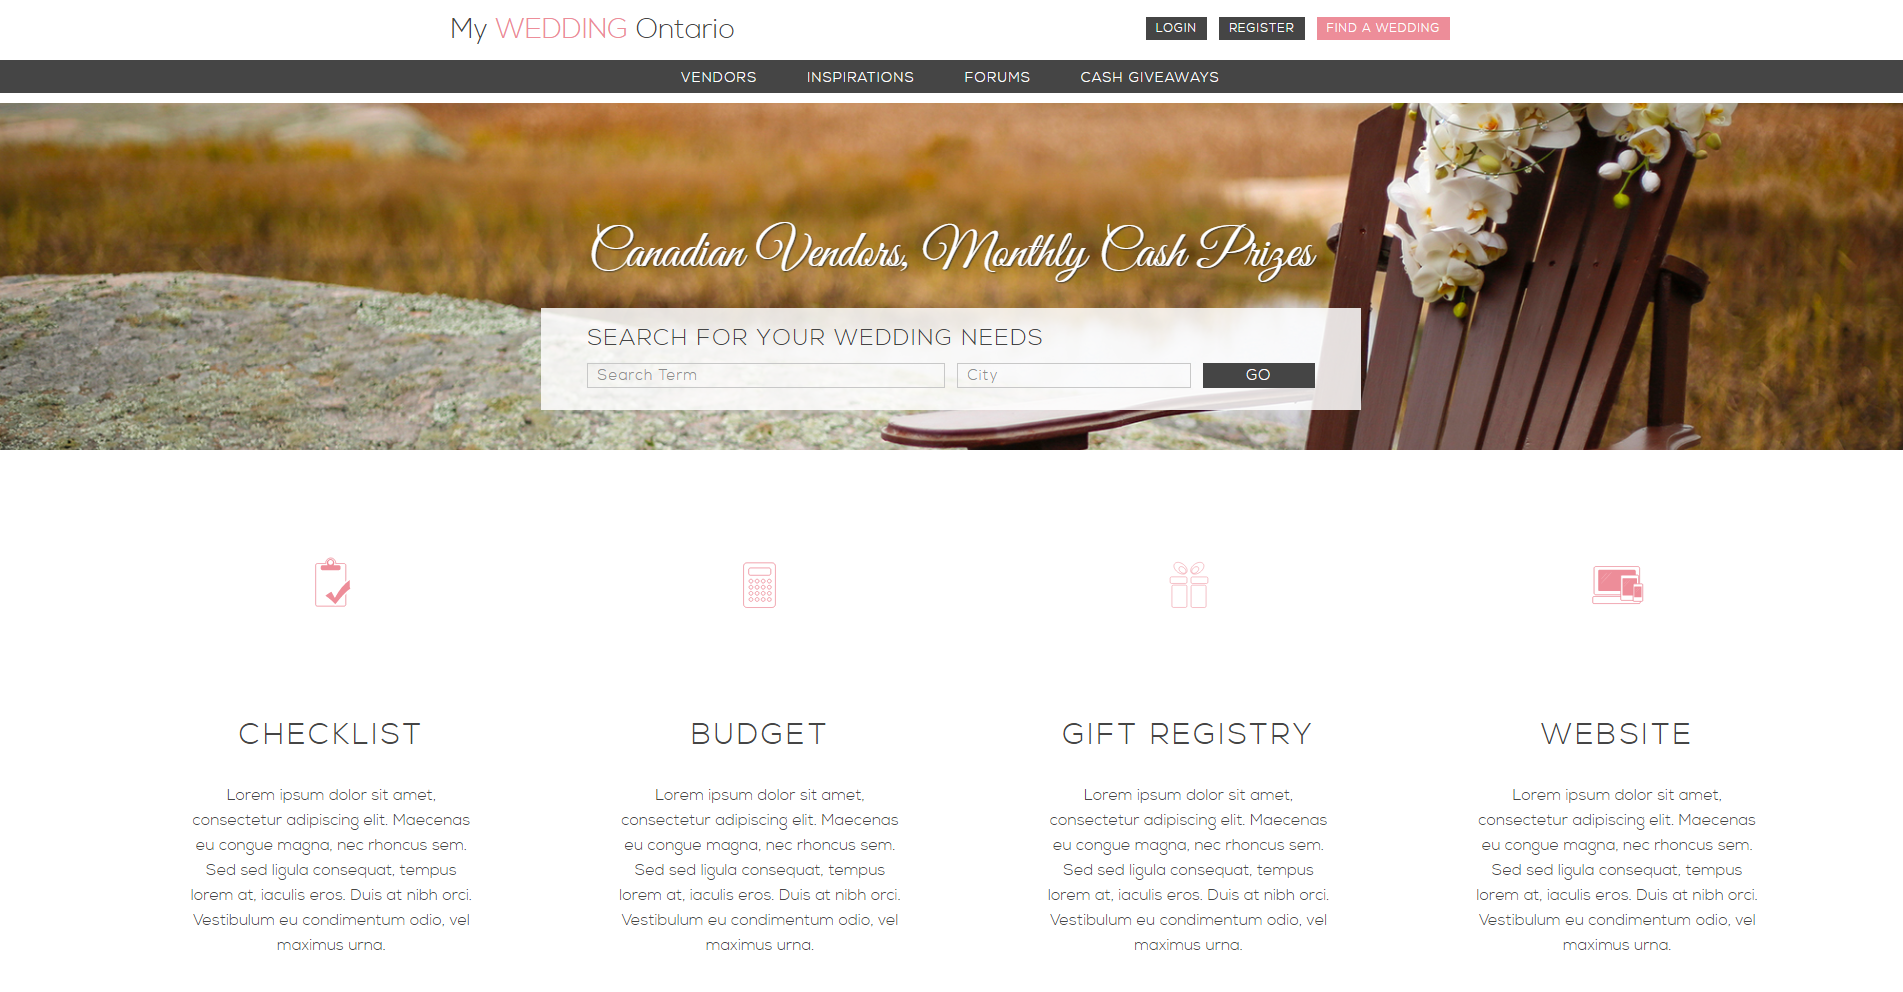 My WEDDING Ontario
LOGIN
REGISTER
FIND A WEDDING
VENDORS
INSPIRATIONS
FORUMS
CASH GIVEAWAYS
Canadian Vendors, Monthly Cash Prizes
SEARCH FOR YOUR WEDDING NEEDS
Search Term
City
GO
CHECKLIST
Lorem ipsum dolor sit amet,
consectetur adipiscing elit. Maecenas
eu congue magna, nec rhoncus sem.
Sed sed ligula consequat, tempus
lorem at, iaculis eros. Duis at nibh orci.
Vestibulum eu condimentum odio, vel
maximus urna.
BUDGET
Lorem ipsum dolor sit amet,
consectetur adipiscing elit. Maecenas
eu congue magna, nec rhoncus sem.
Sed sed ligula consequat, tempus
lorem at, iaculis eros. Duis at nibh orci.
Vestibulum eu condimentum odio, vel
maximus urna.
GIFT REGISTRY
Lorem ipsum dolor sit amet,
consectetur adipiscing elit. Maecenas
eu congue magna, nec rhoncus sem.
Sed sed ligula consequat, tempus
lorem at, iaculis eros. Duis at nibh orci.
Vestibulum eu condimentum odio, vel
maximus urna.
WEBSITE
Lorem ipsum dolor sit amet,
consectetur adipiscing elit. Maecenas
eu congue magna, nec rhoncus sem.
Sed sed ligula consequat, tempus
lorem at, iaculis eros. Duis at nibh orci.
Vestibulum eu condimentum odio, vel
maximus urna.